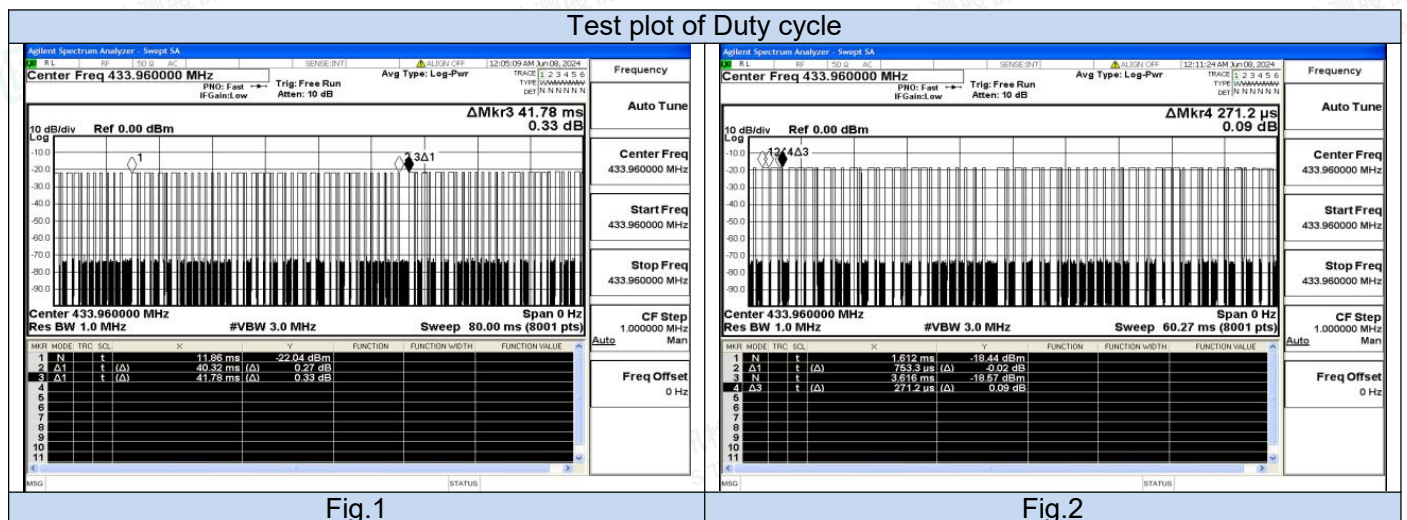 Test plot of Duty cycle
Agilent Spectrum Analyzer - Swept SA
RL RF 50 Ω AC SENSE:INT ALIGN OFF 12:05:09 AM Jun 08, 2024
Center Freq 433.960000 MHz
Avg Type: Log-Pwr
TRACE 1 2 3 4 5 6
TYPE WWWWWW
DET N N N N N N
PNO: Fast
IFGain:Low
Trig: Free Run
Atten: 10 dB
ΔMkr3 41.78 ms
0.33 dB
10 dB/div Ref 0.00 dBm
Log
-10.0
-20.0
-30.0
-40.0
-50.0
-60.0
-70.0
-80.0
-90.0
1
3Δ1
Center 433.960000 MHz Span 0 Hz
Res BW 1.0 MHz #VBW 3.0 MHz Sweep 80.00 ms (8001 pts)
MKR MODE TRC SCL X Y FUNCTION FUNCTION WIDTH FUNCTION VALUE
1 N t 11.86 ms -22.04 dBm
2 Δ1 t (Δ) 40.32 ms (Δ) 0.27 dB
3 Δ1 t (Δ) 41.78 ms (Δ) 0.33 dB
4
5
6
7
8
9
10
11
MSG STATUS
Frequency
Auto Tune
Center Freq
433.960000 MHz
Start Freq
433.960000 MHz
Stop Freq
433.960000 MHz
CF Step
1.000000 MHz
Auto Man
Freq Offset
0 Hz
Fig.1
Agilent Spectrum Analyzer - Swept SA
RL RF 50 Ω AC SENSE:INT ALIGN OFF 12:11:24 AM Jun 08, 2024
Center Freq 433.960000 MHz
Avg Type: Log-Pwr
TRACE 1 2 3 4 5 6
TYPE WWWWWW
DET N N N N N N
PNO: Fast
IFGain:Low
Trig: Free Run
Atten: 10 dB
ΔMkr4 271.2 µs
0.09 dB
10 dB/div Ref 0.00 dBm
Log
-10.0
-20.0
-30.0
-40.0
-50.0
-60.0
-70.0
-80.0
-90.0
4Δ3
Center 433.960000 MHz Span 0 Hz
Res BW 1.0 MHz #VBW 3.0 MHz Sweep 60.27 ms (8001 pts)
MKR MODE TRC SCL X Y FUNCTION FUNCTION WIDTH FUNCTION VALUE
1 N t 1.612 ms -18.44 dBm
2 Δ1 t (Δ) 753.3 µs (Δ) -0.02 dB
3 N t 3.616 ms -18.57 dBm
4 Δ3 t (Δ) 271.2 µs (Δ) 0.09 dB
5
6
7
8
9
10
11
MSG STATUS
Frequency
Auto Tune
Center Freq
433.960000 MHz
Start Freq
433.960000 MHz
Stop Freq
433.960000 MHz
CF Step
1.000000 MHz
Auto Man
Freq Offset
0 Hz
Fig.2